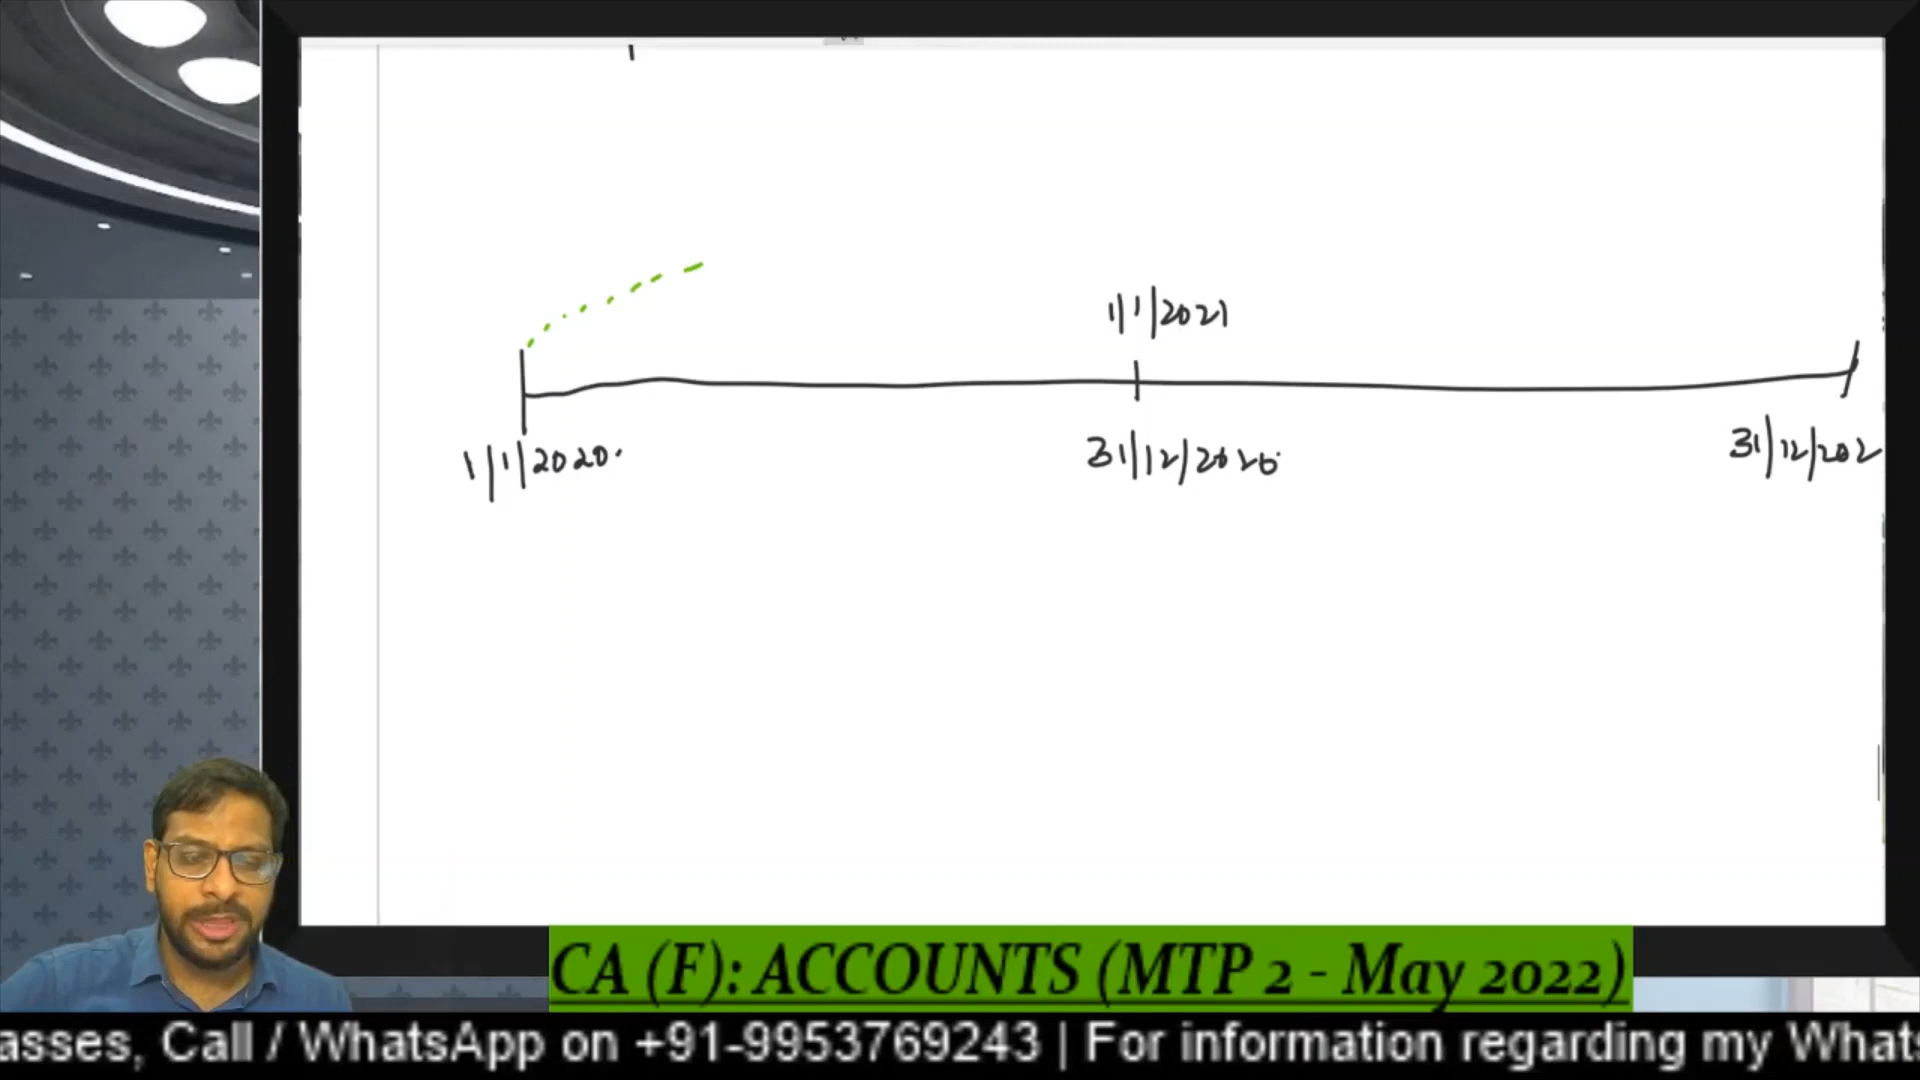 1/1/2021
1/1/2020.
31/12/2020
31/12/202
CA (F): ACCOUNTS (MTP 2 - May 2022)
asses, Call / WhatsApp on +91-9953769243 | For information regarding my Whats